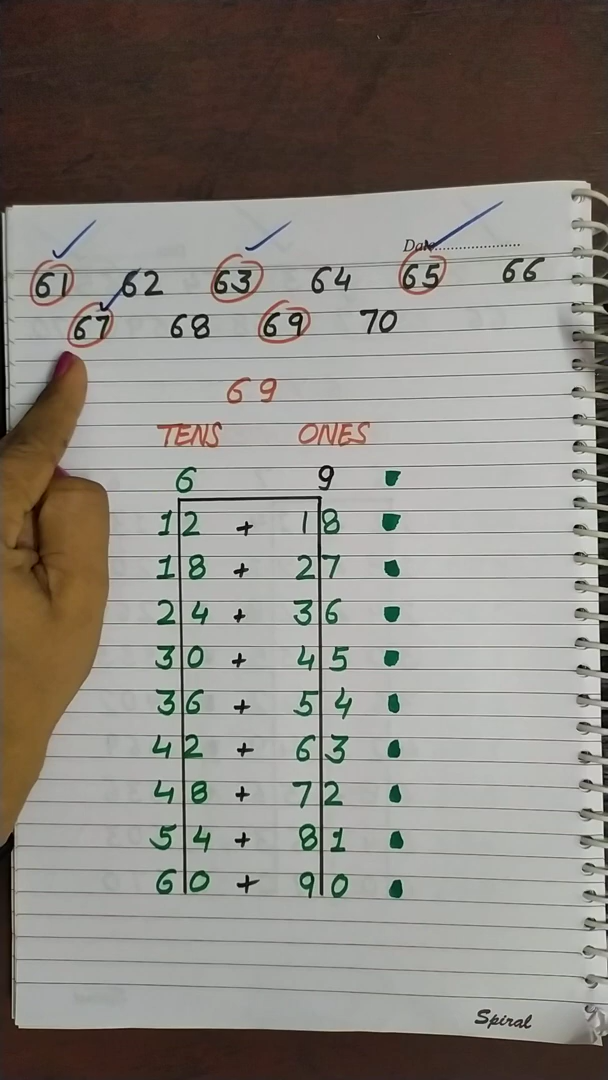 Date
61 62 63 64 65 66
67 68 69 70
69
TENS ONES
6 9
12 + 18
18 + 27
24 + 36
30 + 45
36 + 54
42 + 63
48 + 72
54 + 81
60 + 90
Spiral